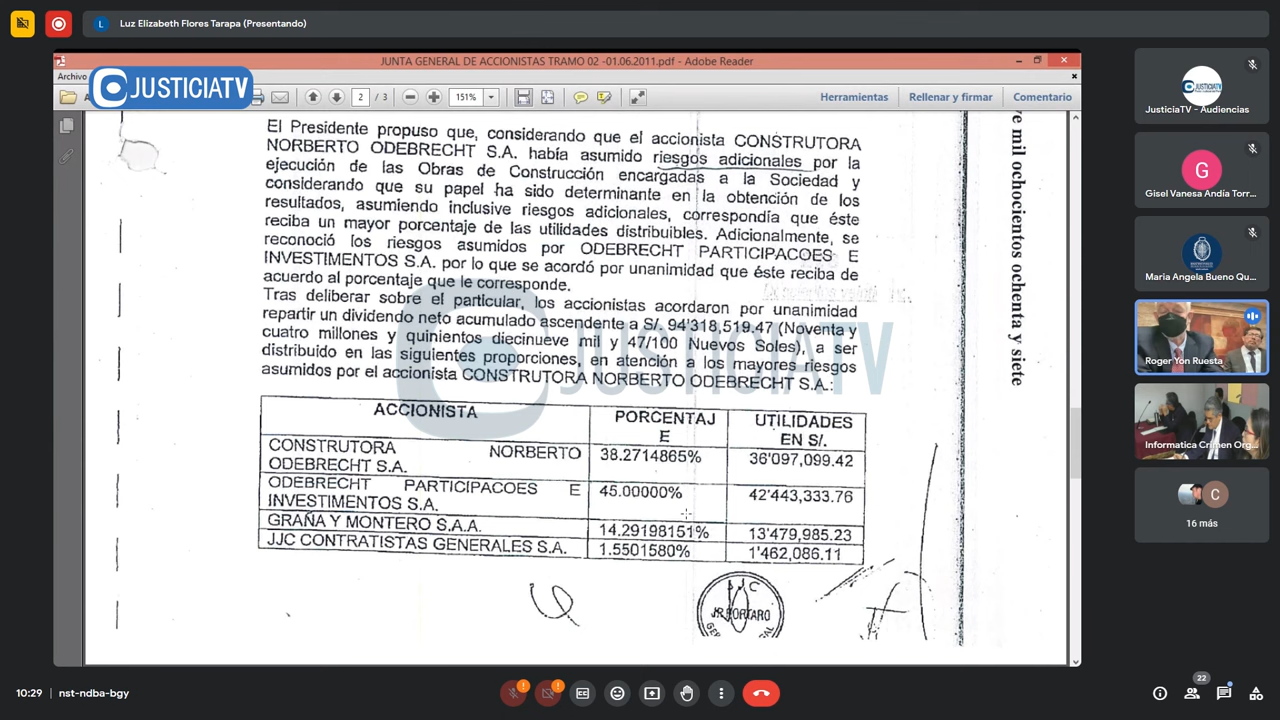 Luz Elizabeth Flores Tarapa (Presentando)
JUNTA GENERAL DE ACCIONISTAS TRAMO 02 -01.06.2011.pdf - Adobe Reader
Archivo
JUSTICIATV
2 / 3
151%
Herramientas
Rellenar y firmar
Comentario
El Presidente propuso que, considerando que el accionista CONSTRUTORA
NORBERTO ODEBRECHT S.A. había asumido riesgos adicionales por la
ejecución de las Obras de Construcción encargadas a la Sociedad y
considerando que su papel ha sido determinante en la obtención de los
resultados, asumiendo inclusive riesgos adicionales, correspondía que éste
reciba un mayor porcentaje de las utilidades distribuibles. Adicionalmente, se
reconoció los riesgos asumidos por ODEBRECHT PARTICIPACOES E
INVESTIMENTOS S.A. por lo que se acordó por unanimidad que éste reciba de
acuerdo al porcentaje que le corresponde.
Tras deliberar sobre el particular, los accionistas acordaron por unanimidad
repartir un dividendo neto acumulado ascendente a S/. 94'318,519.47 (Noventa y
cuatro millones y quinientos diecinueve mil y 47/100 Nuevos Soles), a ser
distribuido en las siguientes proporciones, en atención a los mayores riesgos
asumidos por el accionista CONSTRUTORA NORBERTO ODEBRECHT S.A.:
JUSTICIATV
ACCIONISTA PORCENTAJ UTILIDADES
E EN S/.
CONSTRUTORA NORBERTO 38.2714865% 36'097,099.42
ODEBRECHT S.A.
ODEBRECHT PARTICIPACOES E 45.00000% 42'443,333.76
INVESTIMENTOS S.A.
GRAÑA Y MONTERO S.A.A. 14.29198151% 13'479,985.23
JJC CONTRATISTAS GENERALES S.A. 1.5501580% 1'462,086.11
JJC
JR PORTARO
ve mil ochocientos ochenta y siete
JusticiaTV - Audiencias
G
Gisel Vanesa Andía Torr...
Maria Angela Bueno Qu...
Roger Yon Ruesta
Informatica Crimen Org...
C
16 más
10:29
nst-ndba-bgy
22